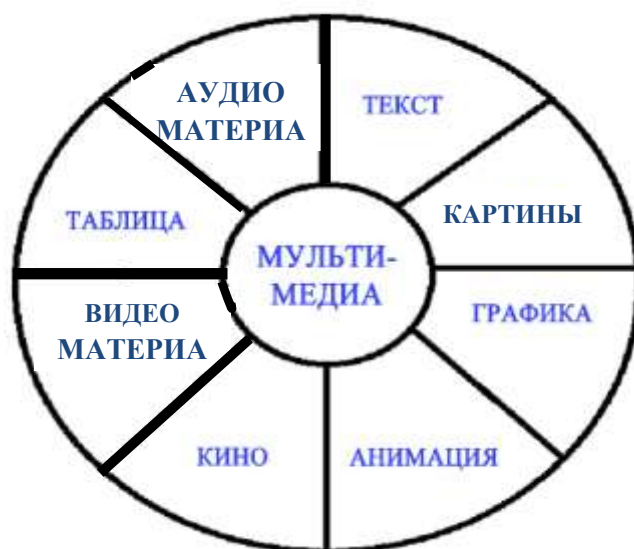 АУДИО
МАТЕРИА
ТЕКСТ
КАРТИНЫ
ГРАФИКА
АНИМАЦИЯ
КИНО
ВИДЕО
МАТЕРИА
ТАБЛИЦА
МУЛЬТИ-
МЕДИА